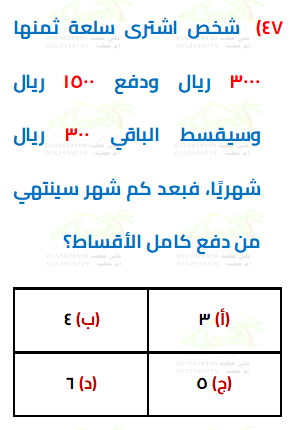 ٤٧) شخص اشترى سلعة ثمنها
٣٠٠٠ ريال ودفع ١٥٠٠ ريال
وسيقسط الباقي ٣٠٠ ريال
شهريًا، فبعد كم شهر سينتهي
من دفع كامل الأقساط؟
(أ) ٣
(ب) ٤
(ج) ٥
(د) ٦